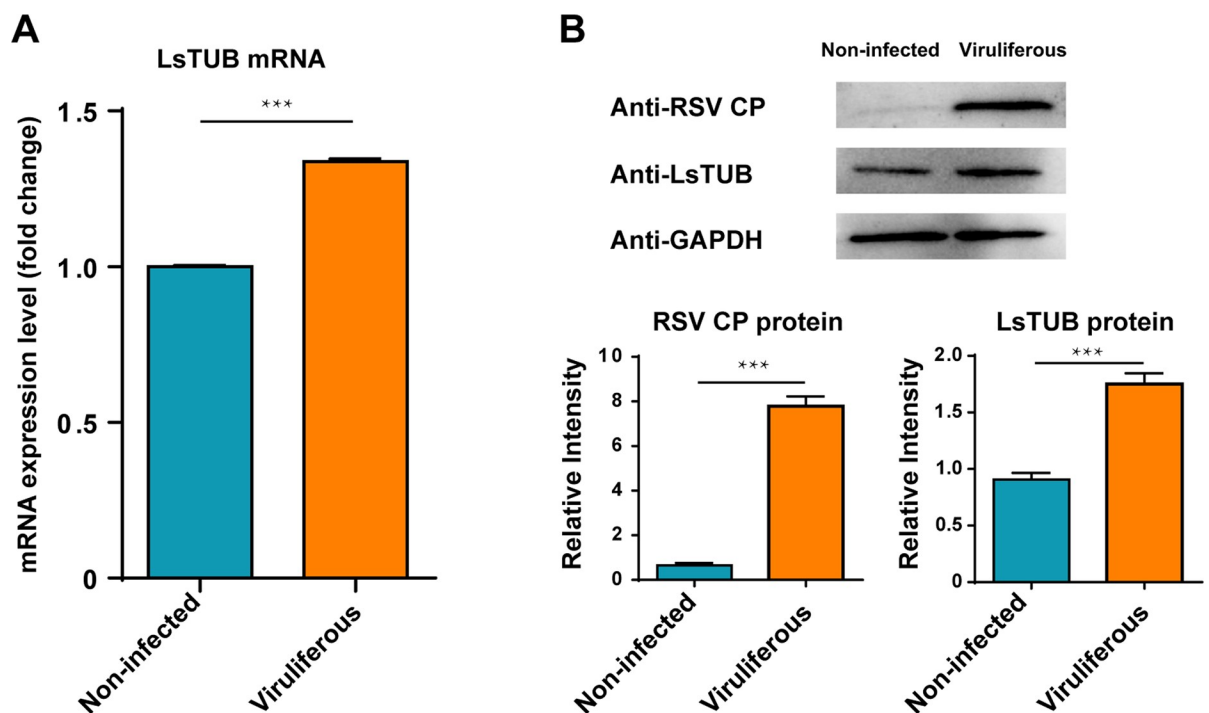 A
LsTUB mRNA
***
mRNA expression level (fold change)
1.5
1.0
0.5
0
Non-infected
Viruliferous
B
Non-infected Viruliferous
Anti-RSV CP
Anti-LsTUB
Anti-GAPDH
RSV CP protein
***
Relative Intensity
10
8
6
4
2
0
Non-infected
Viruliferous
LsTUB protein
***
Relative Intensity
2.0
1.5
1.0
0.5
0
Non-infected
Viruliferous